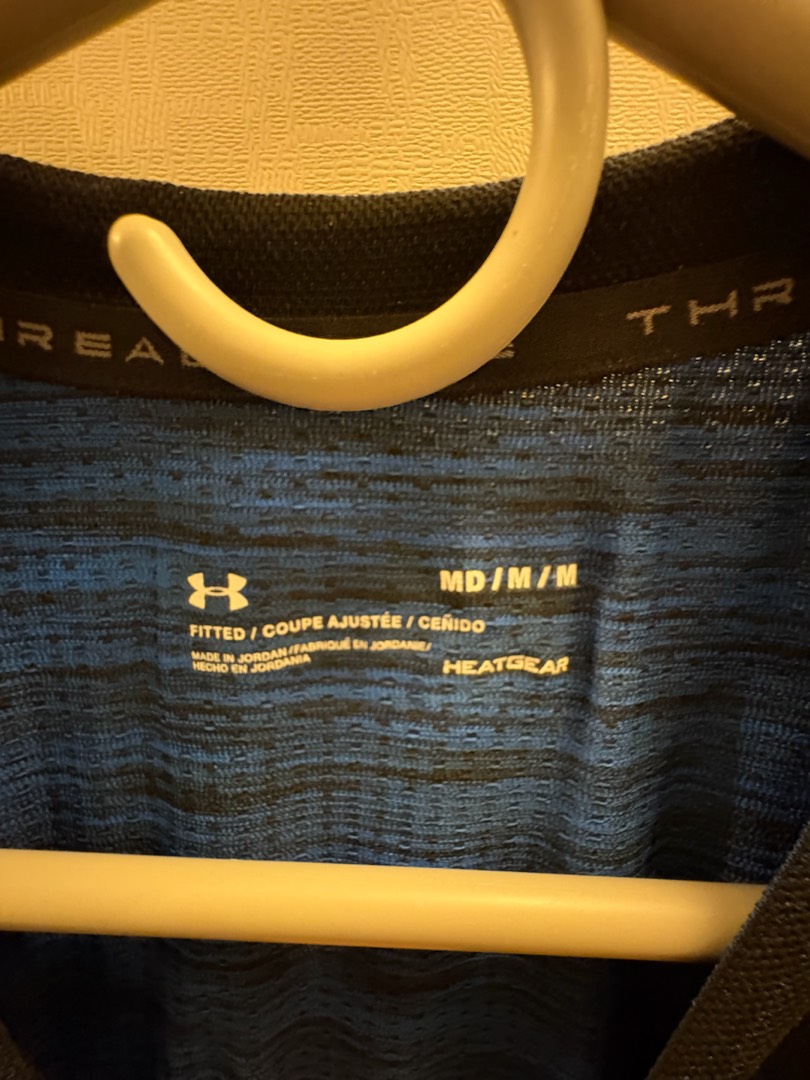 THR
MD / M / M
FITTED / COUPE AJUSTÉE / CEÑIDO
MADE IN JORDAN / FABRIQUÉ EN JORDANIE /
HECHO EN JORDANIA
HEATGEAR